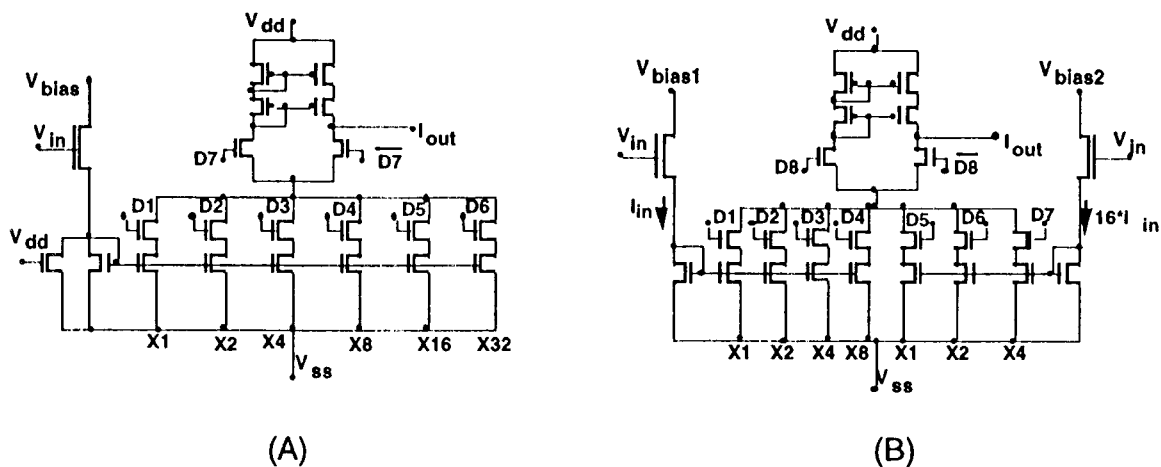 Vdd
Vbias
Vin
Iout
D7
D7
D1
D2
D3
D4
D5
D6
Vdd
X1
X2
X4
X8
X16
X32
Vss
(A)
Vdd
Vbias1
Vbias2
Vin
Vin
Iout
D8
D8
Iin
D1
D2
D3
D4
D5
D6
D7
16*I in
X1
X2
X4
X8
X1
X2
X4
Vss
(B)